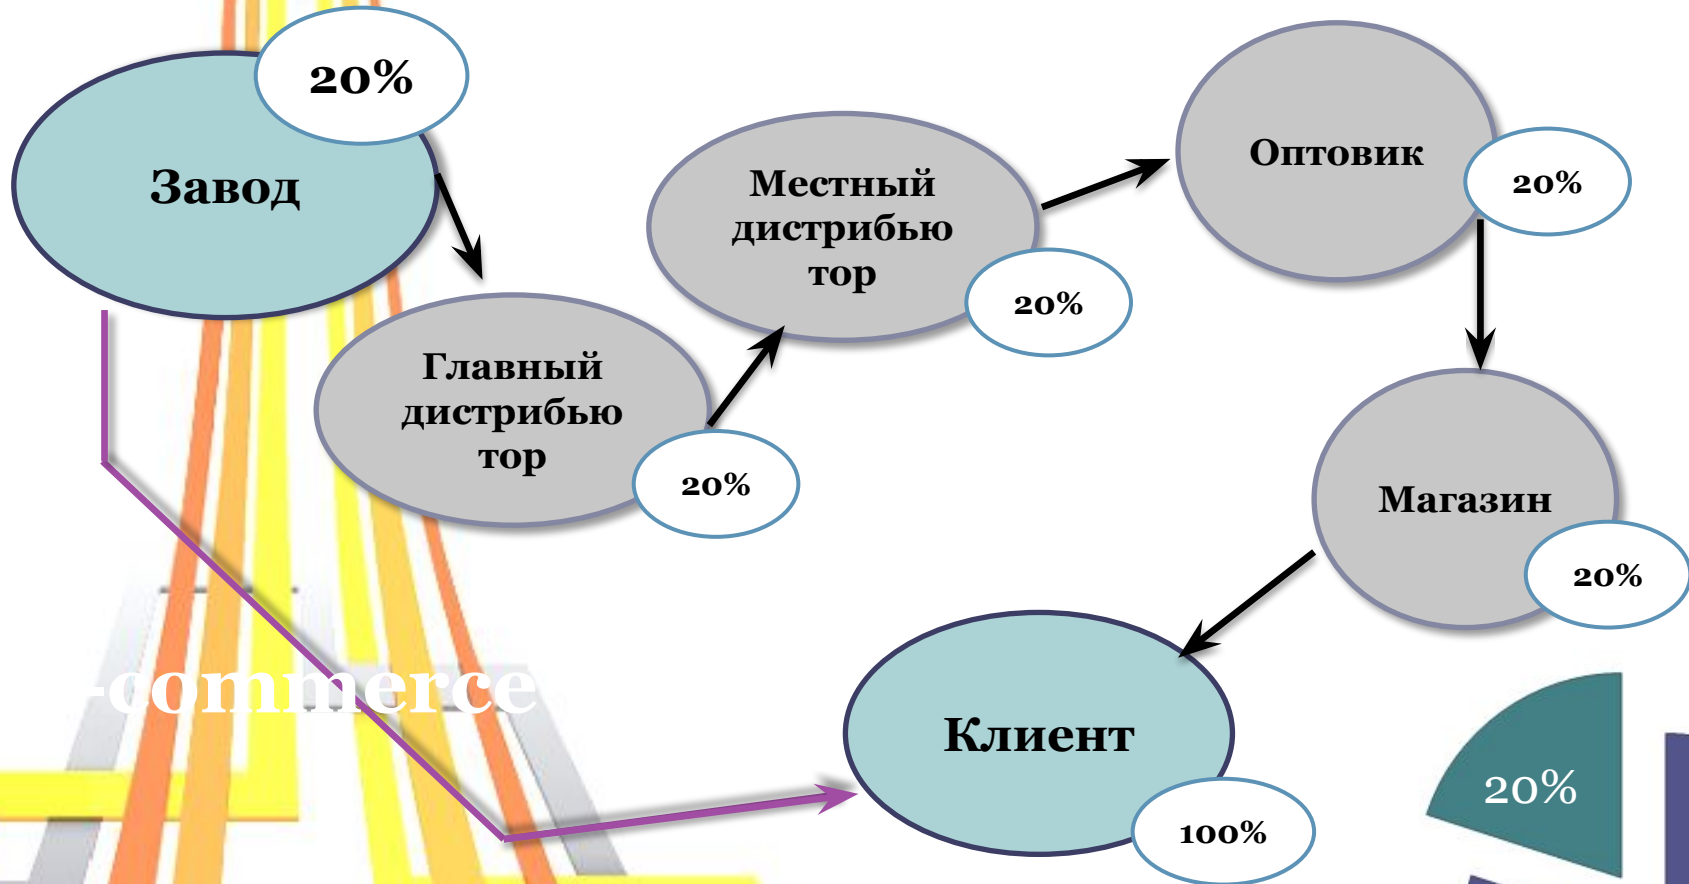 20%
Завод
Оптовик
20%
Местный
дистрибью
тор
20%
Главный
дистрибью
тор
20%
Магазин
20%
-commerce
Клиент
100%
20%